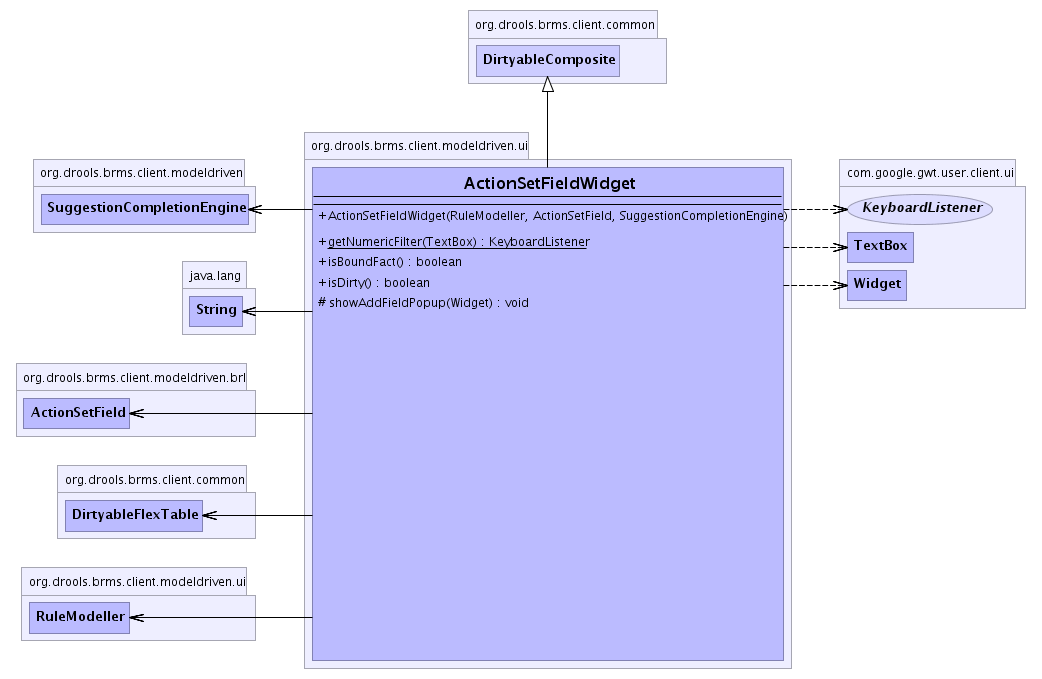 org.drools.brms.client.common
DirtyableComposite
org.drools.brms.client.modeldriven.ui
ActionSetFieldWidget
+ActionSetFieldWidget(RuleModeller, ActionSetField, SuggestionCompletionEngine)
+getNumericFilter(TextBox) : KeyboardListener
+isBoundFact() : boolean
+isDirty() : boolean
# showAddFieldPopup(Widget) : void
org.drools.brms.client.modeldriven
SuggestionCompletionEngine
java.lang
String
org.drools.brms.client.modeldriven.brl
ActionSetField
org.drools.brms.client.common
DirtyableFlexTable
org.drools.brms.client.modeldriven.ui
RuleModeller
com.google.gwt.user.client.ui
KeyboardListener
TextBox
Widget